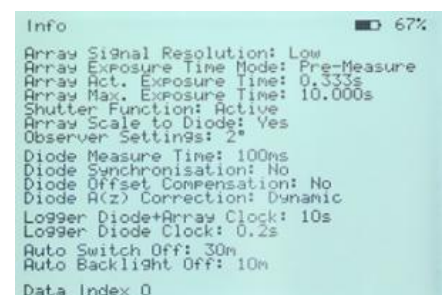 Info 67%
Array Signal Resolution: Low
Array Exposure Time Mode: Pre-Measure
Array Act. Exposure Time: 0.333s
Array Max. Exposure Time: 10.000s
Shutter Function: Active
Array Scale to Diode: Yes
Observer Settings: 2°
Diode Measure Time: 100ms
Diode Synchronisation: No
Diode Offset Compensation: No
Diode A(z) Correction: Dynamic
Logger Diode+Array Clock: 10s
Logger Diode Clock: 0.2s
Auto Switch Off: 30m
Auto Backlight Off: 10m
Data Index 0